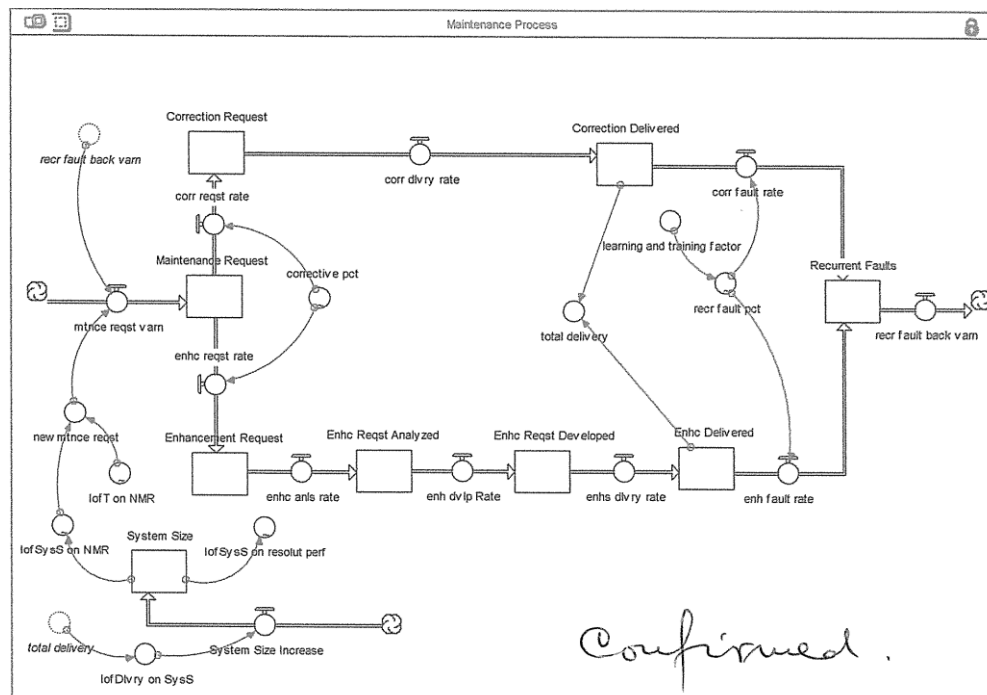 Maintenance Process
Correction Request
Correction Delivered
recr fault back varn
corr dlvry rate
corr fault rate
corr reqst rate
learning and training factor
Maintenance Request
corrective pct
Recurrent Faults
mtnce reqst varn
recr fault pct
total delivery
recr fault back varn
enhc reqst rate
new mtnce reqst
Enhancement Request
Enhc Reqst Analyzed
Enhc Reqst Developed
Enhc Delivered
IofT on NMR
enhc anls rate
enh dvlp Rate
enhs dlvry rate
enh fault rate
IofSysS on NMR
System Size
IofSysS on resolut perf
total delivery
System Size Increase
IofDlvry on SysS
Confirmed.